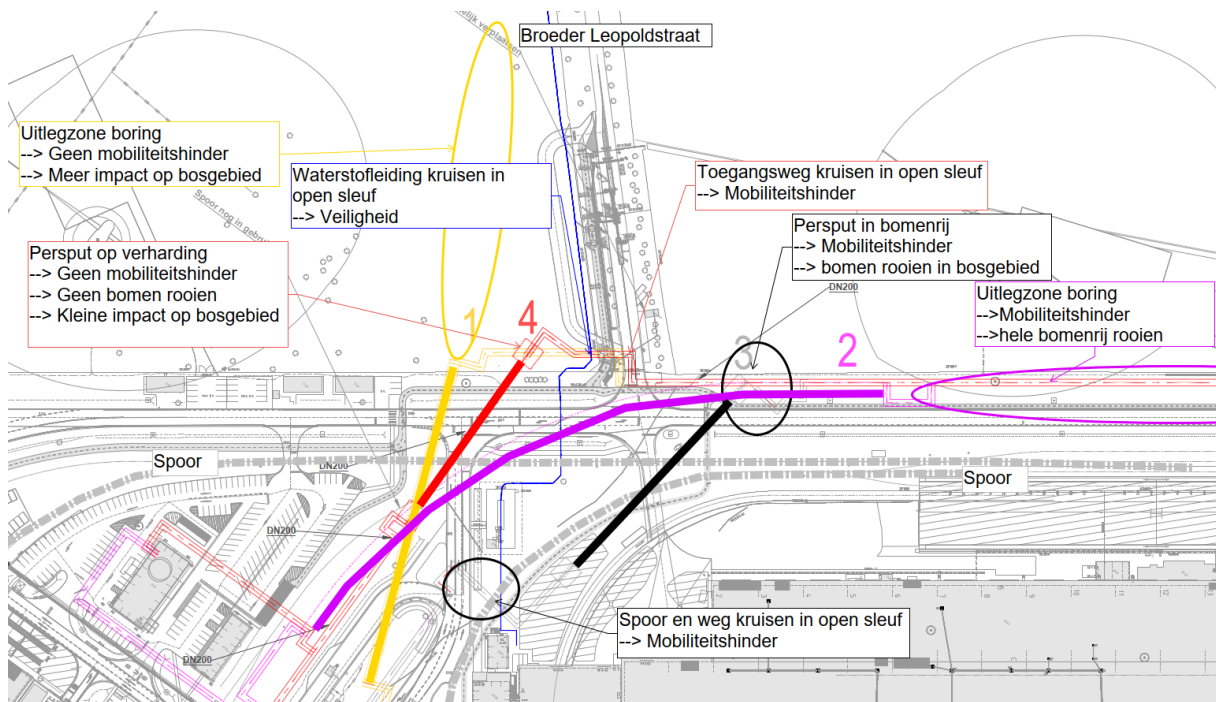 Broeder Leopoldstraat
Uitlegzone boring
--> Geen mobiliteitshinder
--> Meer impact op bosgebied
Waterstofleiding kruisen in
open sleuf
--> Veiligheid
Toegangsweg kruisen in open sleuf
--> Mobiliteitshinder
Persput in bomenrij
--> Mobiliteitshinder
--> bomen rooien in bosgebied
Persput op verharding
--> Geen mobiliteitshinder
--> Geen bomen rooien
--> Kleine impact op bosgebied
Uitlegzone boring
-->Mobiliteitshinder
-->hele bomenrij rooien
Spoor nog in
DN200
1
4
3
2
Spoor
DN200
Spoor
DN200
DN200
Spoor en weg kruisen in open sleuf
--> Mobiliteitshinder